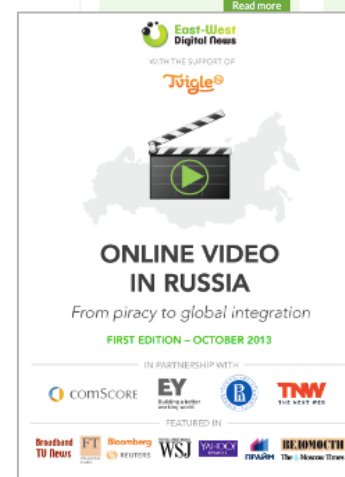 Read more
East-West
Digital News
WITH THE SUPPORT OF
Tvigle
ONLINE VIDEO
IN RUSSIA
From piracy to global integration
FIRST EDITION – OCTOBER 2013
IN PARTNERSHIP WITH
comSCORE
EY
Building a better
working world
TNW
THE NEXT WEB
FEATURED IN
Broadband
TV News
FT
Bloomberg
REUTERS
WSJ
YAHOO!
ПРАЙМ
ВЕДОМОСТИ
The Moscow Times